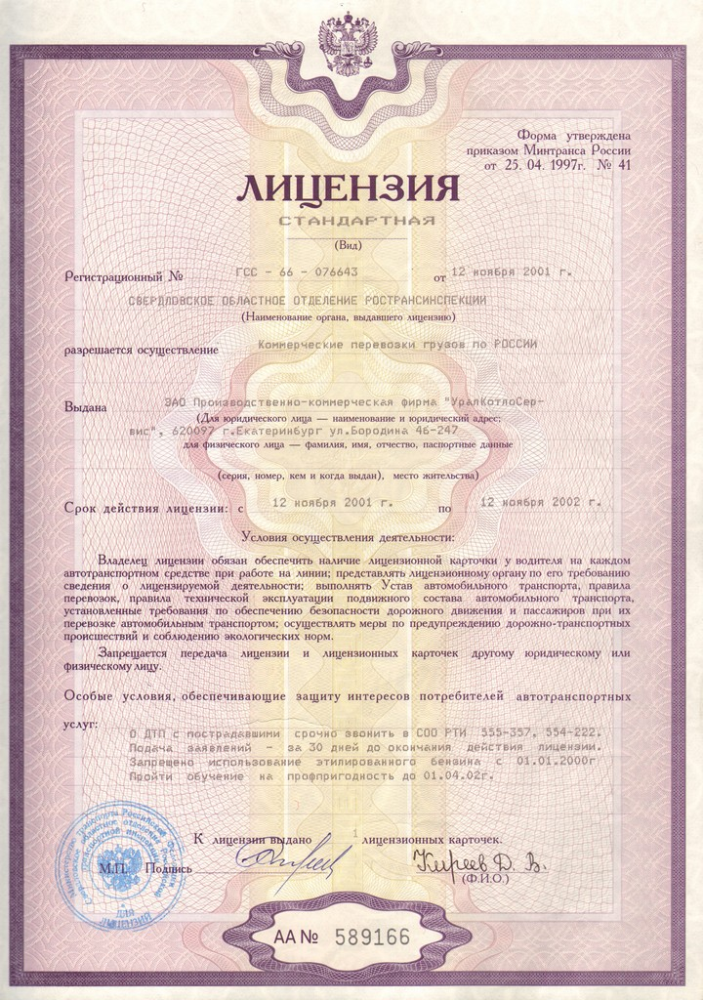 Форма утверждена
приказом Минтранса России
от 25. 04. 1997г. № 41
ЛИЦЕНЗИЯ
СТАНДАРТНАЯ
(Вид)
Регистрационный № ГСС - 66 - 076643 от 12 ноября 2001 г.
СВЕРДЛОВСКОЕ ОБЛАСТНОЕ ОТДЕЛЕНИЕ РОСТРАНСИНСПЕКЦИИ
(Наименование органа, выдавшего лицензию)
разрешается осуществление Коммерческие перевозки грузов по РОССИИ
Выдана ЗАО Производственно-коммерческая фирма "УралКотлоСер-
(Для юридического лица — наименование и юридический адрес;
вис", 620097 г.Екатеринбург ул.Бородина 46-247
для физического лица — фамилия, имя, отчество, паспортные данные
(серия, номер, кем и когда выдан), место жительства)
Срок действия лицензии: с 12 ноября 2001 г. по 12 ноября 2002 г.
Условия осуществления деятельности:
Владелец лицензии обязан обеспечить наличие лицензионной карточки у водителя на каждом
автотранспортном средстве при работе на линии; представлять лицензионному органу по его требованию
сведения о лицензируемой деятельности; выполнять Устав автомобильного транспорта, правила
перевозок, правила технической эксплуатации подвижного состава автомобильного транспорта,
установленные требования по обеспечению безопасности дорожного движения и пассажиров при их
перевозке автомобильным транспортом; осуществлять меры по предупреждению дорожно-транспортных
происшествий и соблюдению экологических норм.
Запрещается передача лицензии и лицензионных карточек другому юридическому или
физическому лицу.
Особые условия, обеспечивающие защиту интересов потребителей автотранспортных
услуг:
О ДТП с пострадавшими срочно звонить в СОО РТИ 555-357, 554-222.
Подача заявлений - за 30 дней до окончания действия лицензии.
Запрещено использование этилированного бензина с 01.01.2000г
Пройти обучение на профпригодность до 01.04.02г.
К лицензии выдано 1 лицензионных карточек.
М.П. Подпись Киреев Д. В.
(Ф.И.О.)
ДЛЯ
ЛИЦЕНЗИЙ
АА № 589166